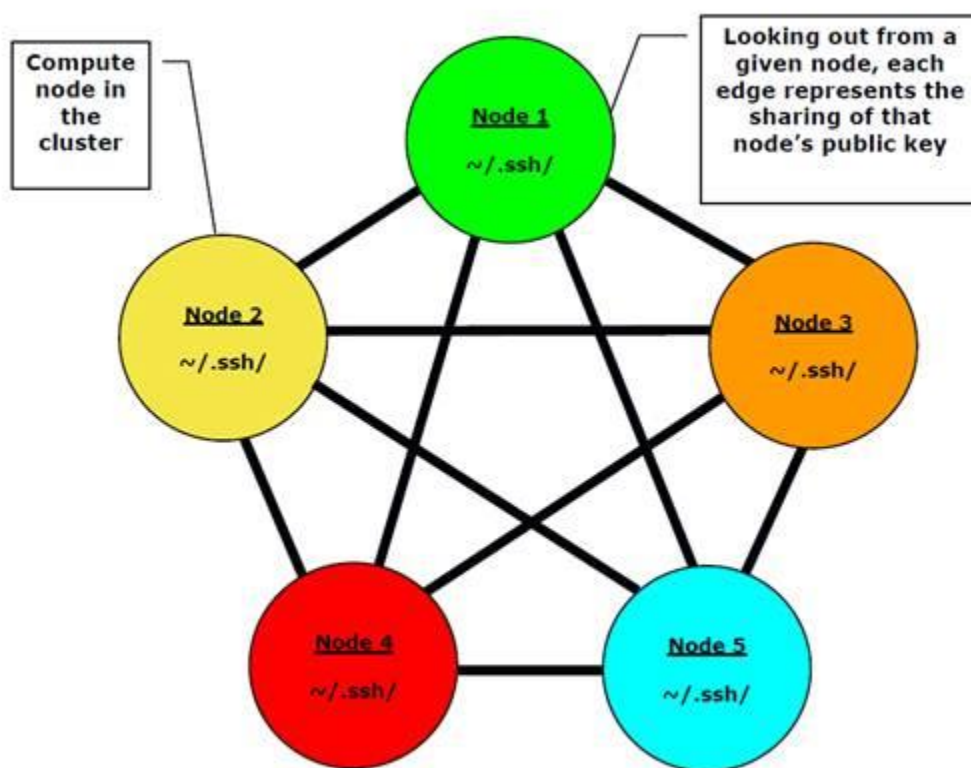 Compute
node in
the
cluster
Looking out from a
given node, each
edge represents the
sharing of that
node’s public key
Node 1
~/.ssh/
Node 2
~/.ssh/
Node 3
~/.ssh/
Node 4
~/.ssh/
Node 5
~/.ssh/